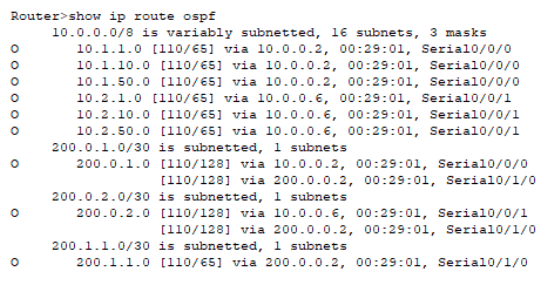 Router>show ip route ospf
     10.0.0.0/8 is variably subnetted, 16 subnets, 3 masks
O       10.1.1.0 [110/65] via 10.0.0.2, 00:29:01, Serial0/0/0
O       10.1.10.0 [110/65] via 10.0.0.2, 00:29:01, Serial0/0/0
O       10.1.50.0 [110/65] via 10.0.0.2, 00:29:01, Serial0/0/0
O       10.2.1.0 [110/65] via 10.0.0.6, 00:29:01, Serial0/0/1
O       10.2.10.0 [110/65] via 10.0.0.6, 00:29:01, Serial0/0/1
O       10.2.50.0 [110/65] via 10.0.0.6, 00:29:01, Serial0/0/1
     200.0.1.0/30 is subnetted, 1 subnets
O       200.0.1.0 [110/128] via 10.0.0.2, 00:29:01, Serial0/0/0
                  [110/128] via 200.0.0.2, 00:29:01, Serial0/1/0
     200.0.2.0/30 is subnetted, 1 subnets
O       200.0.2.0 [110/128] via 10.0.0.6, 00:29:01, Serial0/0/1
                  [110/128] via 200.0.0.2, 00:29:01, Serial0/1/0
     200.1.1.0/30 is subnetted, 1 subnets
O       200.1.1.0 [110/65] via 200.0.0.2, 00:29:01, Serial0/1/0